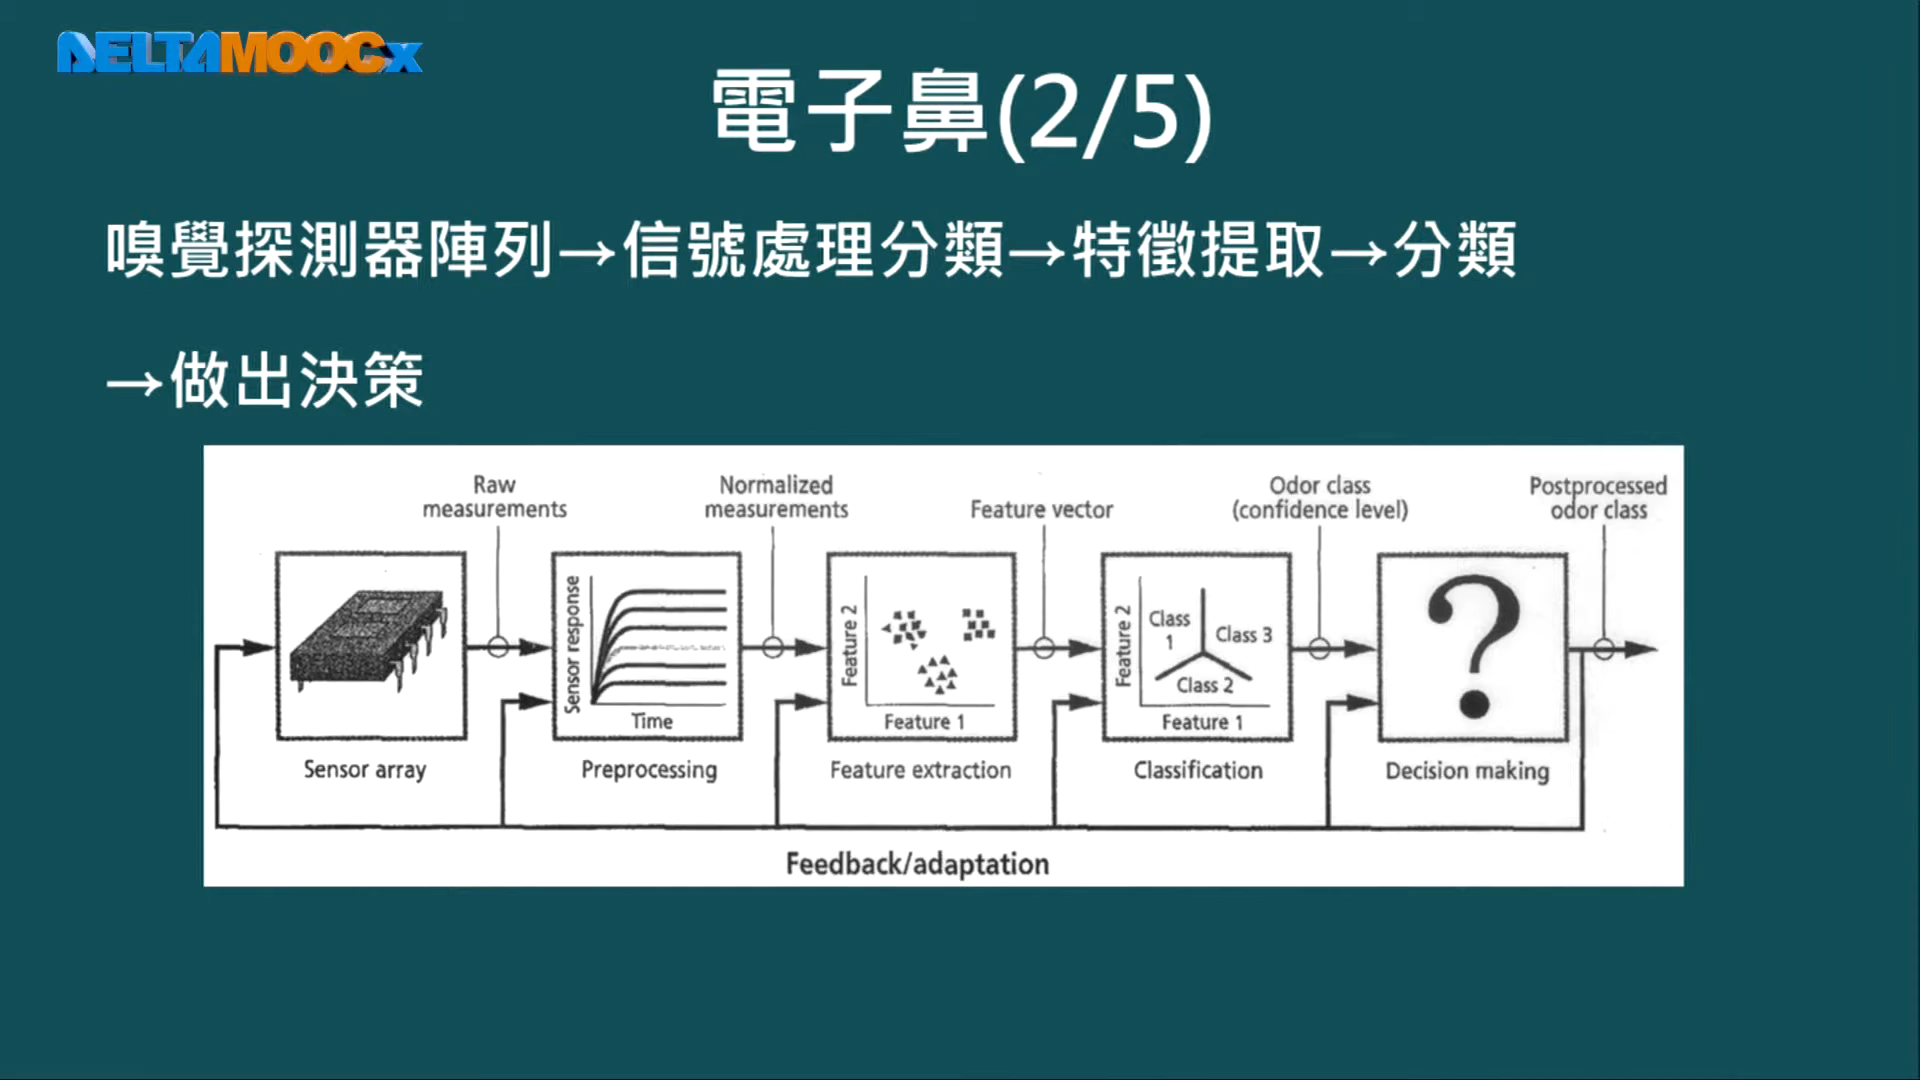 DELTAMOOCx
電子鼻(2/5)
嗅覺探測器陣列→信號處理分類→特徵提取→分類
→做出決策
Raw
measurements
Normalized
measurements
Feature vector
Odor class
(confidence level)
Postprocessed
odor class
Sensor response
Time
Feature 2
Feature 1
Feature 2
Class
1
Class 3
Class 2
Feature 1
?
Sensor array
Preprocessing
Feature extraction
Classification
Decision making
Feedback/adaptation